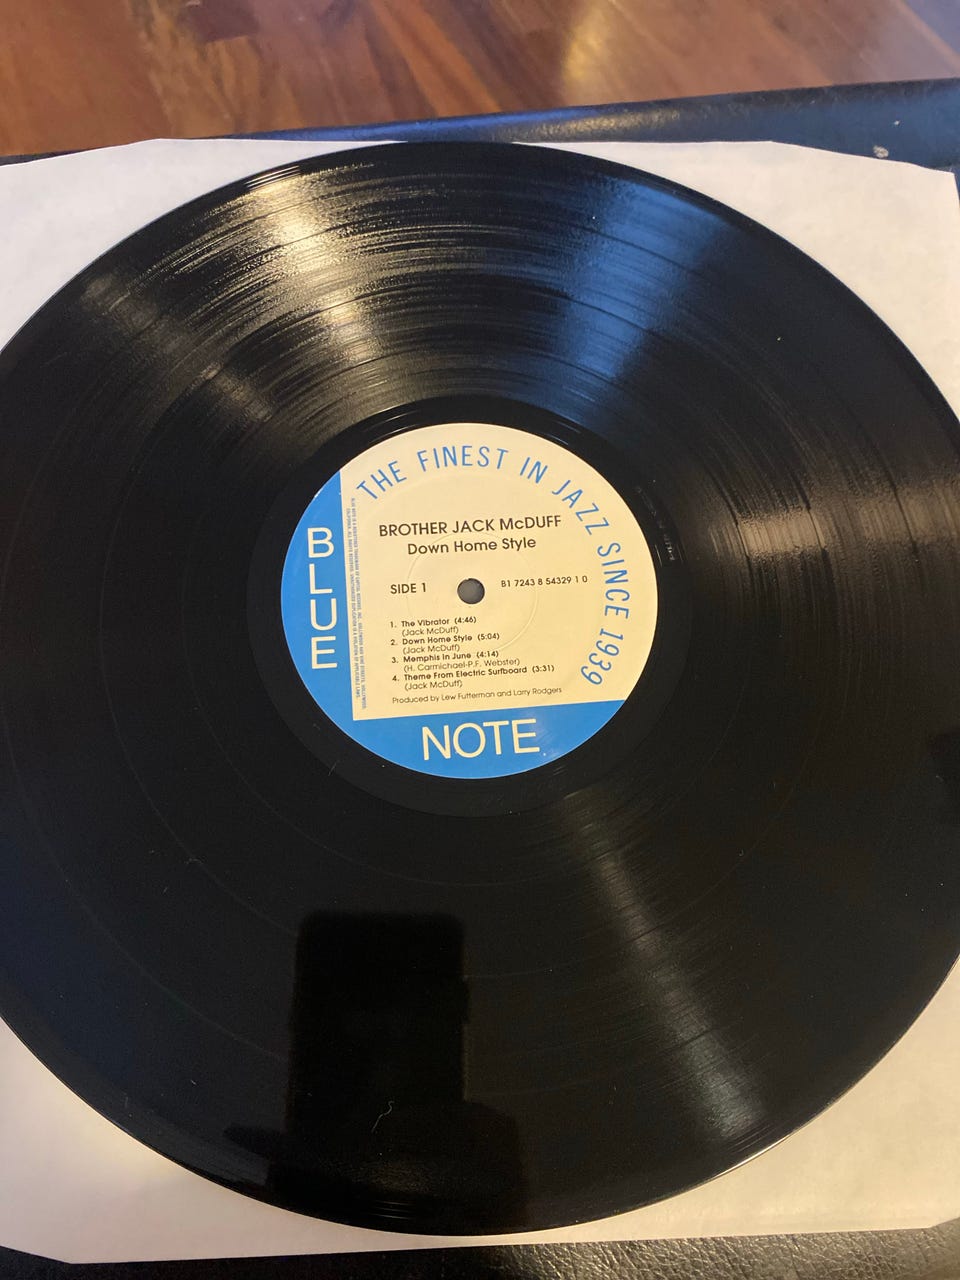 THE FINEST IN JAZZ SINCE 1939
BROTHER JACK McDUFF
Down Home Style
SIDE 1
B1 7243 8 54329 1 0
1. The Vibrator (4:46)
(Jack McDuff)
2. Down Home Style (5:04)
(Jack McDuff)
3. Memphis in June (4:14)
(H. Carmichael-P.F. Webster)
4. Theme From Electric Surfboard (3:31)
(Jack McDuff)
Produced by Lew Futterman and Larry Rodgers
BLUE
NOTE